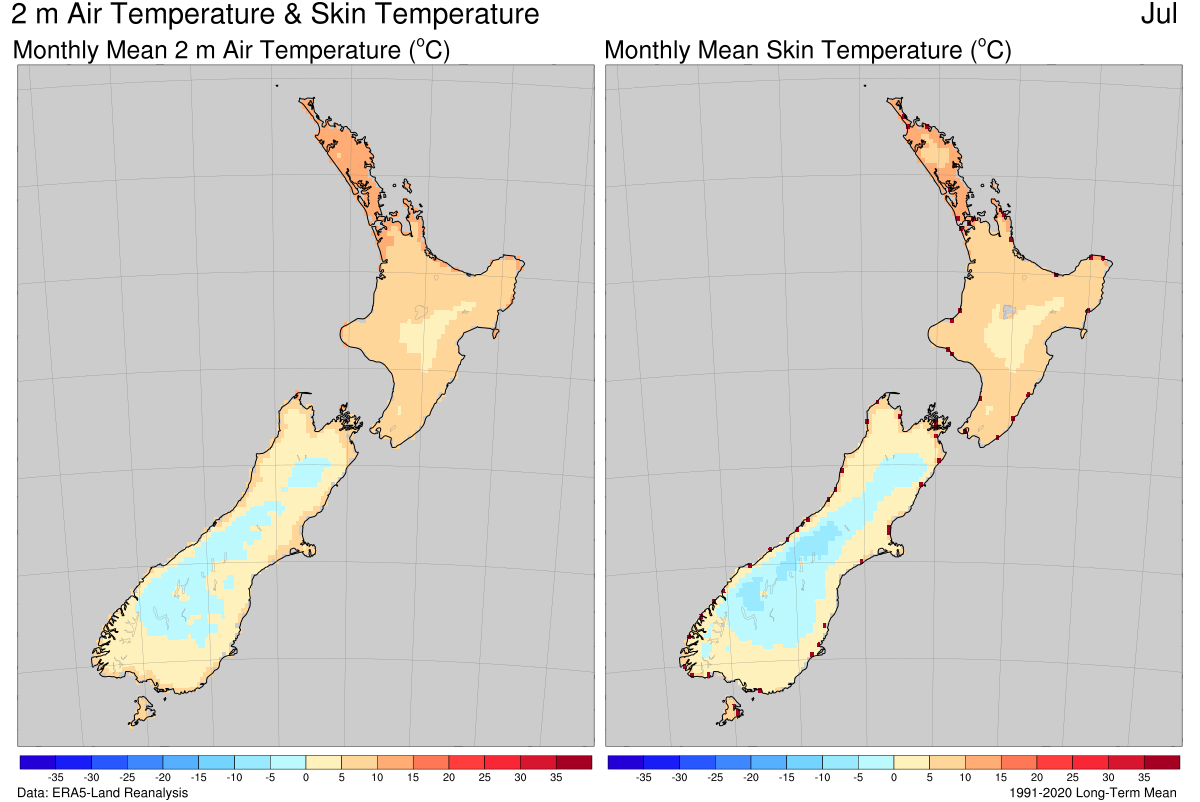 2 m Air Temperature & Skin Temperature Jul
Monthly Mean 2 m Air Temperature (°C) Monthly Mean Skin Temperature (°C)
-35 -30 -25 -20 -15 -10 -5 0 5 10 15 20 25 30 35 -35 -30 -25 -20 -15 -10 -5 0 5 10 15 20 25 30 35
Data: ERA5-Land Reanalysis 1991-2020 Long-Term Mean